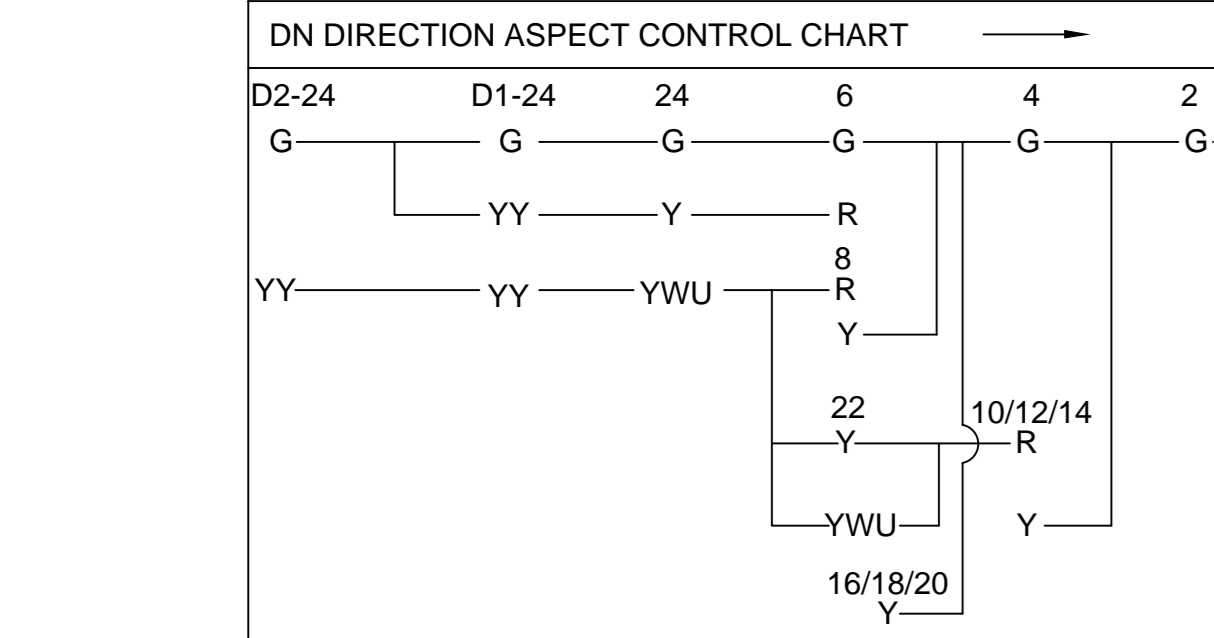 DN DIRECTION ASPECT CONTROL CHART
D2-24 D1-24 24 6 4 2
G G G G G G
YY Y R
8
YY YY YWU R
Y
22 10/12/14
Y R
YWU Y
16/18/20
Y